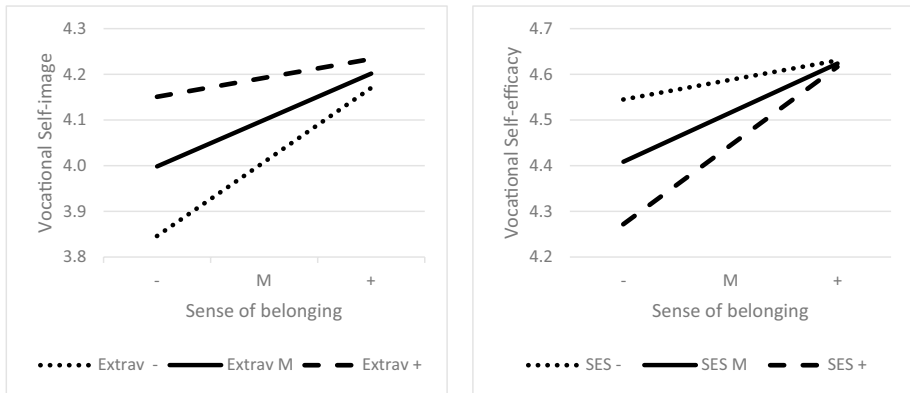 4.3
4.2
4.1
4.0
3.9
3.8
Vocational Self-image
- M +
Sense of belonging
Extrav - Extrav M Extrav +
4.7
4.6
4.5
4.4
4.3
4.2
Vocational Self-efficacy
- M +
Sense of belonging
SES - SES M SES +